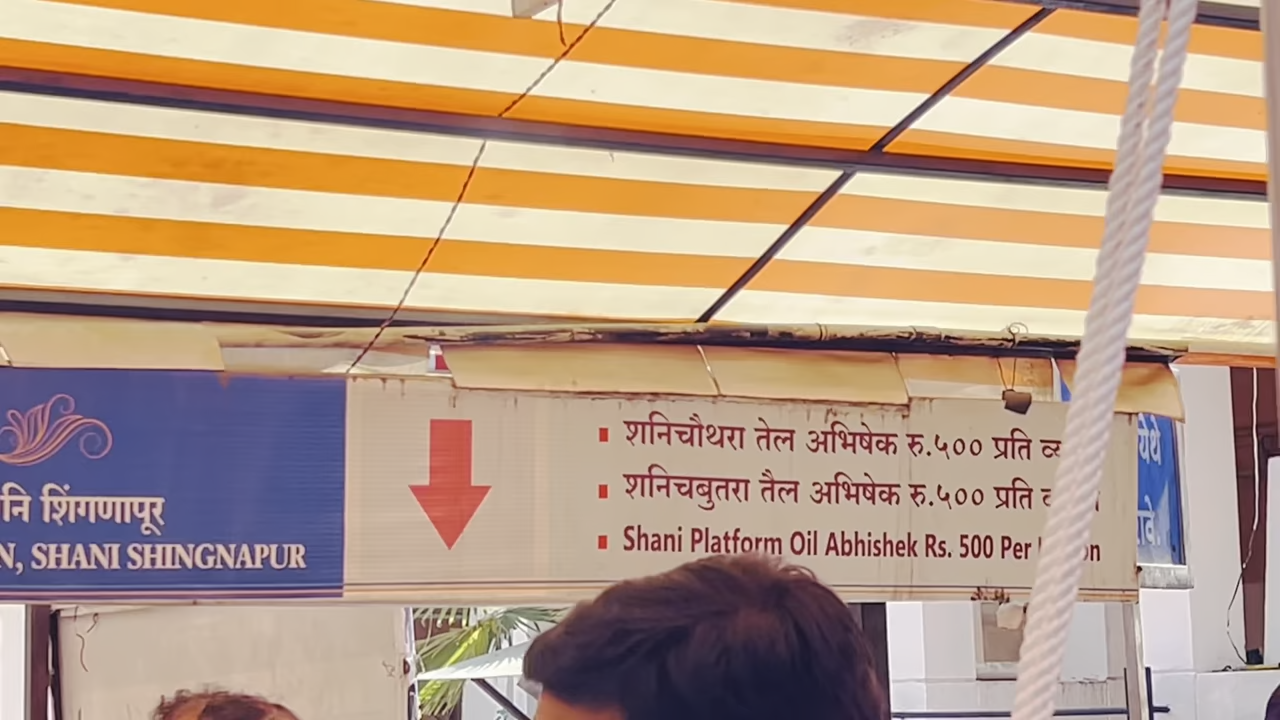 शिंगणापूर
SHANI SHINGNAPUR
शनिचौथरा तेल अभिषेक रु.५०० प्रति
शनिचबुतरा तैल अभिषेक रु.५०० प्रति
Shani Platform Oil Abhishek Rs. 500 Per
येथे